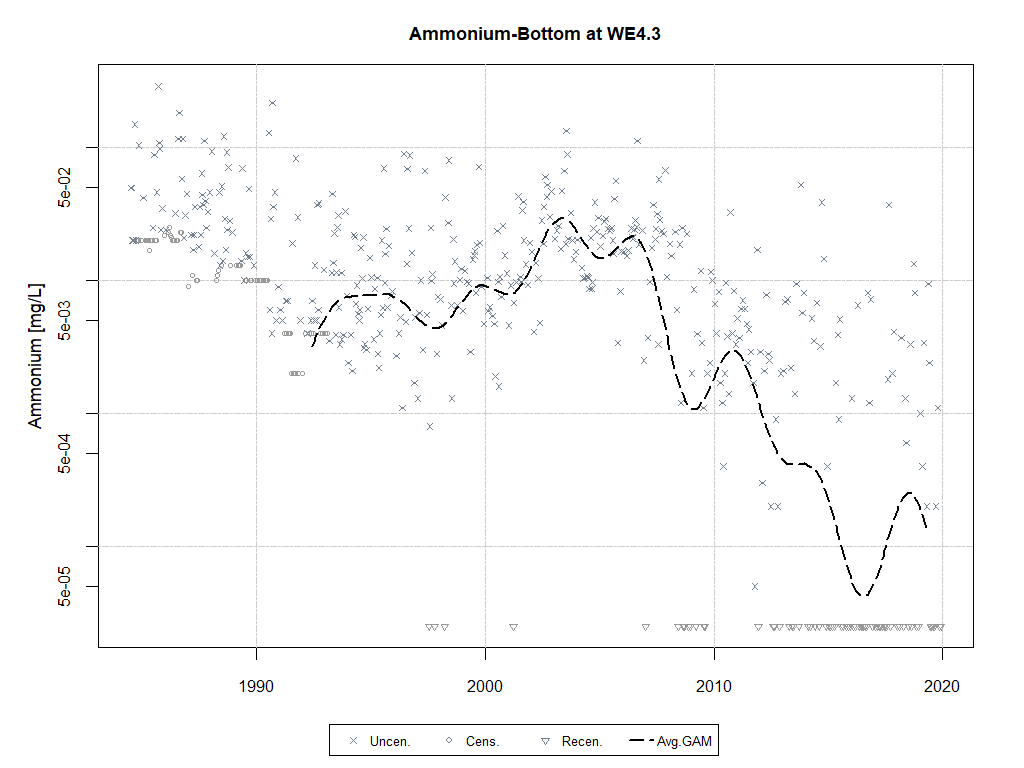 Ammonium-Bottom at WE4.3
Ammonium [mg/L]
5e-02
5e-03
5e-04
5e-05
1990 2000 2010 2020
Uncen. Cens. Recen. Avg.GAM